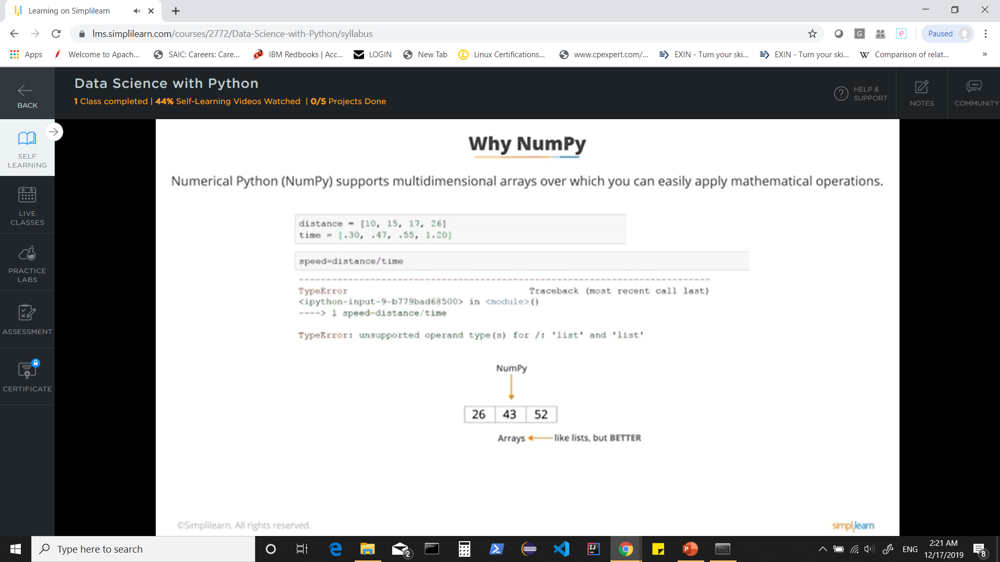 Learning on Simplilearn
lms.simplilearn.com/courses/2772/Data-Science-with-Python/syllabus
G
Paused
Apps
Welcome to Apach...
SAIC: Careers: Care...
IBM Redbooks | Acc...
LOGIN
New Tab
Linux Certifications...
www.cpexpert.com/...
EXIN - Turn your ski...
EXIN - Turn your ski...
W Comparison of relat...
»
BACK
Data Science with Python
1 Class completed | 44% Self-Learning Videos Watched | 0/5 Projects Done
? HELP &
SUPPORT
NOTES
COMMUNITY
SELF
LEARNING
LIVE
CLASSES
PRACTICE
LABS
ASSESSMENT
CERTIFICATE
Why NumPy
Numerical Python (NumPy) supports multidimensional arrays over which you can easily apply mathematical operations.
distance = [10, 15, 17, 26]
time = [.30, .47, .55, 1.20]
speed=distance/time
---------------------------------------------------------------------------
TypeError Traceback (most recent call last)
<ipython-input-9-b779bad68500> in <module>()
----> 1 speed=distance/time
TypeError: unsupported operand type(s) for /: 'list' and 'list'
NumPy
26 43 52
Arrays like lists, but BETTER
©Simplilearn. All rights reserved.
simplilearn
Type here to search
2
IJ
P
ENG
2:21 AM
12/17/2019
8